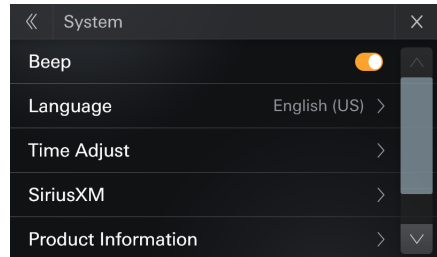 System
Beep
Language English (US)
Time Adjust
SiriusXM
Product Information